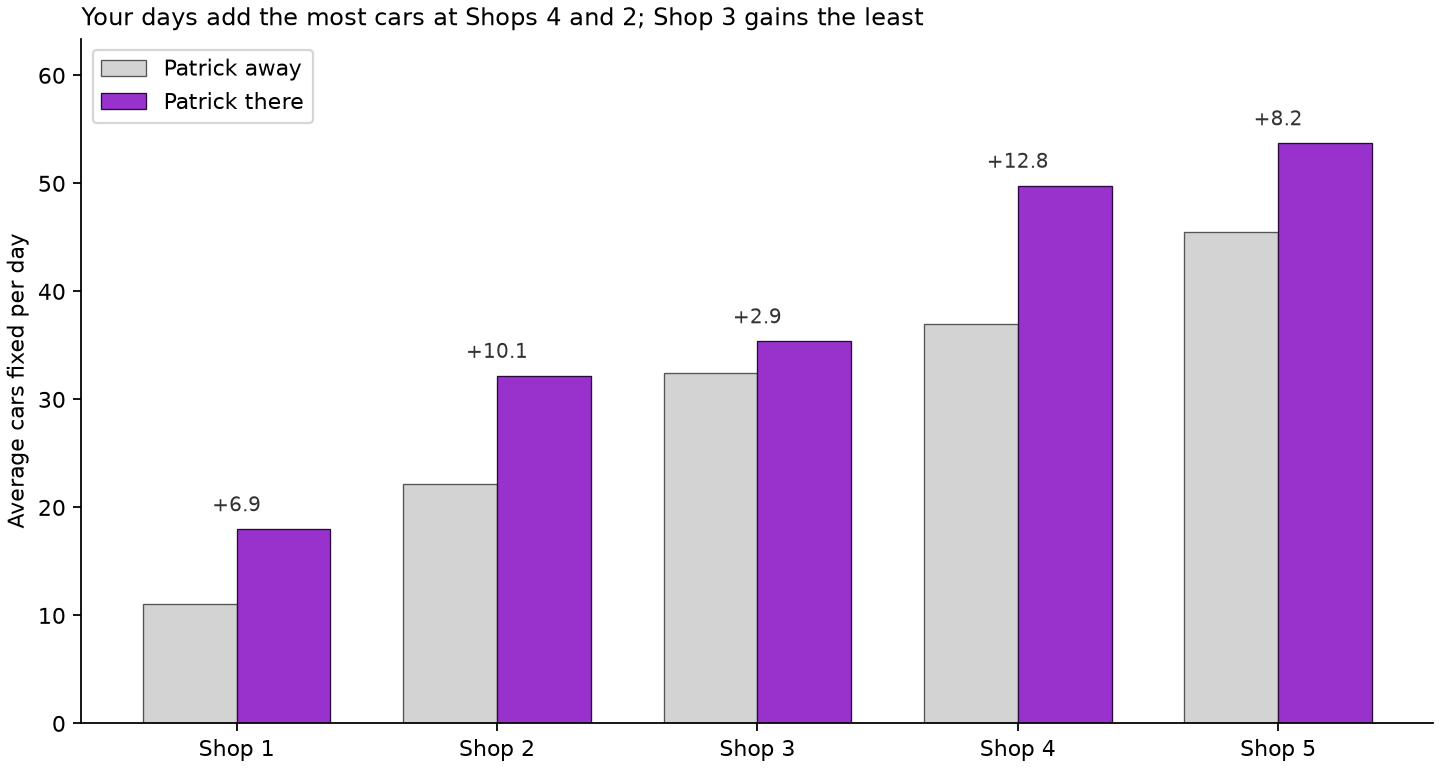 Your days add the most cars at Shops 4 and 2; Shop 3 gains the least
Patrick away
Patrick there
Average cars fixed per day
60
50
40
30
20
10
0
+6.9
+10.1
+2.9
+12.8
+8.2
Shop 1
Shop 2
Shop 3
Shop 4
Shop 5